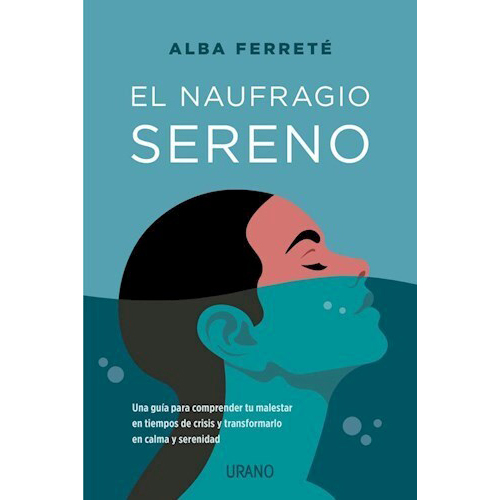 ALBA FERRETÉ
EL NAUFRAGIO
SERENO
Una guía para comprender tu malestar
en tiempos de crisis y transformarlo
en calma y serenidad
URANO